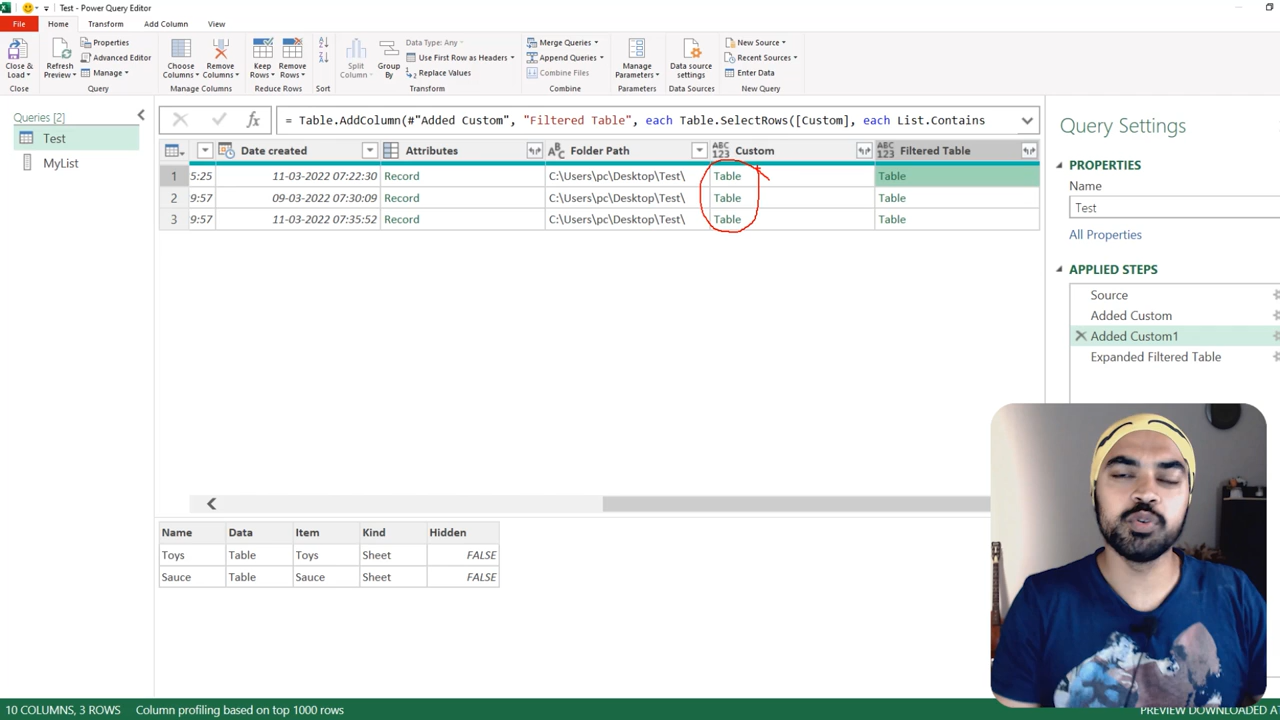 Test - Power Query Editor
File Home Transform Add Column View
Close & Load
Close
Refresh Preview
Properties
Advanced Editor
Manage
Query
Choose Columns
Remove Columns
Manage Columns
Keep Rows
Remove Rows
Reduce Rows
Sort
Split Column
Group By
Data Type: Any
Use First Row as Headers
Replace Values
Transform
Merge Queries
Append Queries
Combine Files
Combine
Manage Parameters
Parameters
Data source settings
Data Sources
New Source
Recent Sources
Enter Data
New Query
Queries [2]
Test
MyList
fx = Table.AddColumn(#"Added Custom", "Filtered Table", each Table.SelectRows([Custom], each List.Contains
Date created Attributes ABC Folder Path ABC 123 Custom ABC 123 Filtered Table
1 5:25 11-03-2022 07:22:30 Record C:\Users\pc\Desktop\Test\ Table Table
2 9:57 09-03-2022 07:30:09 Record C:\Users\pc\Desktop\Test\ Table Table
3 9:57 11-03-2022 07:35:52 Record C:\Users\pc\Desktop\Test\ Table Table
Name Data Item Kind Hidden
Toys Table Toys Sheet FALSE
Sauce Table Sauce Sheet FALSE
Query Settings
PROPERTIES
Name
Test
All Properties
APPLIED STEPS
Source
Added Custom
Added Custom1
Expanded Filtered Table
10 COLUMNS, 3 ROWS Column profiling based on top 1000 rows
PREVIEW DOWNLOADED AT